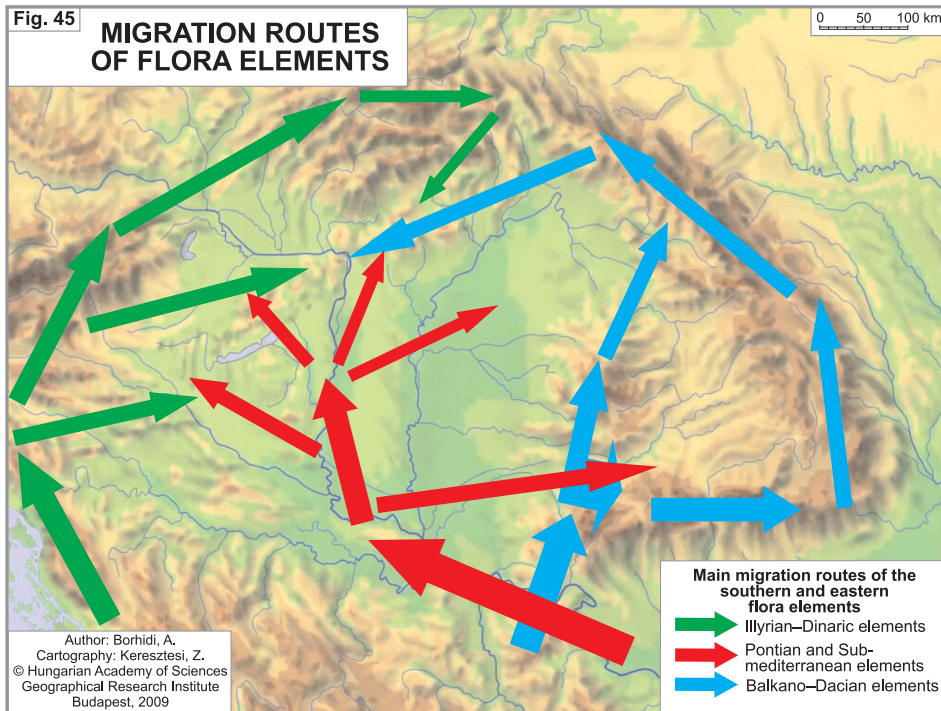 Fig. 45
MIGRATION ROUTES
OF FLORA ELEMENTS
0 50 100 km
Main migration routes of the
southern and eastern
flora elements
Illyrian–Dinaric elements
Pontian and Sub-
mediterranean elements
Balkano–Dacian elements
Author: Borhidi, A.
Cartography: Keresztesi, Z.
© Hungarian Academy of Sciences
Geographical Research Institute
Budapest, 2009